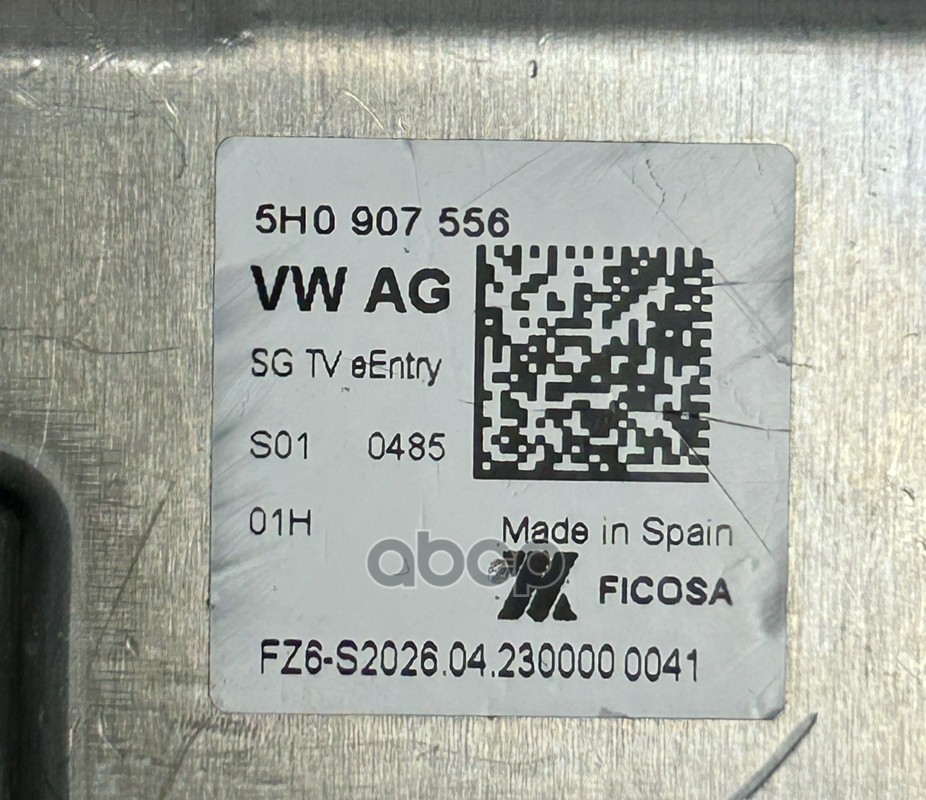 5H0 907 556
VW AG
SG TV eEntry
S01 0485
01H
Made in Spain
abcp
FICOSA
FZ6-S2026.04.230000 0041